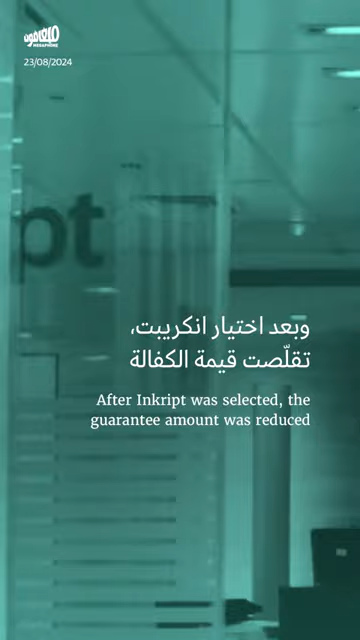 ميغافون
MEGAPHONE
23/08/2024
pt
وبعد اختيار انكريبت،
تقلّصت قيمة الكفالة
After Inkript was selected, the
guarantee amount was reduced